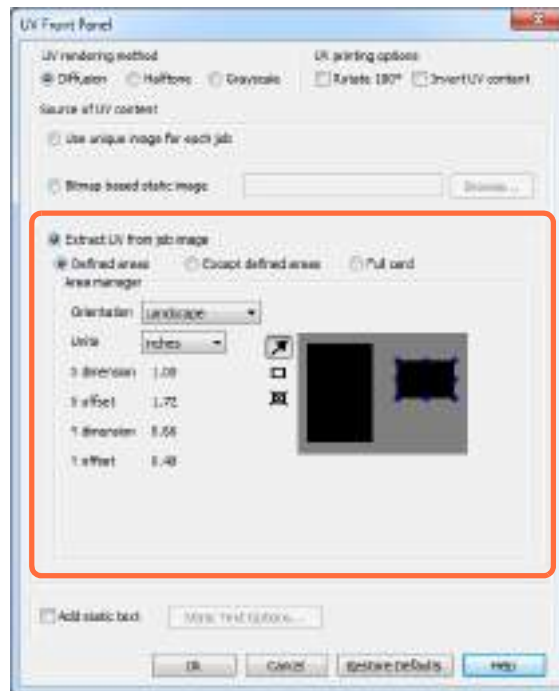 UV Front Panel
UV rendering method
UV printing options
Diffusion Halftone Grayscale
Rotate 180° Invert UV content
Source of UV content
Use unique image for each job
Bitmap based static image Browse...
Extract UV from job image
Defined areas Except defined areas Full card
Area manager
Orientation Landscape
Units inches
X dimension 1.00
X offset 1.72
Y dimension 0.66
Y offset 0.40
Add static text Static Text Options...
OK Cancel Restore Defaults Help